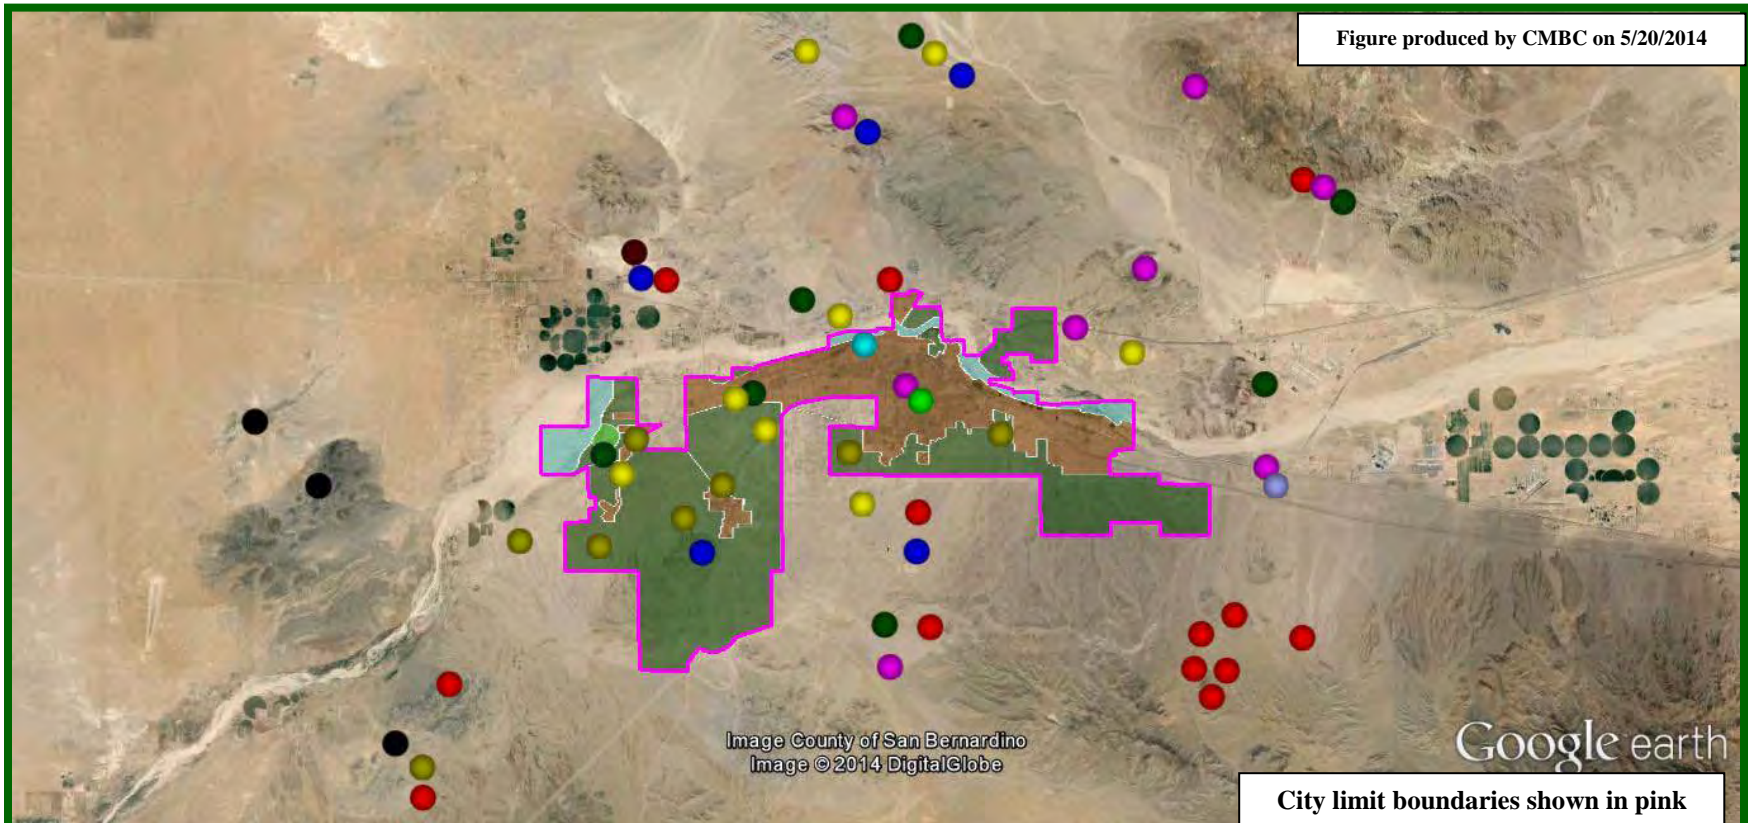 Figure produced by CMBC on 5/20/2014
Image County of San Bernardino
Image © 2014 DigitalGlobe
Google earth
City limit boundaries shown in pink